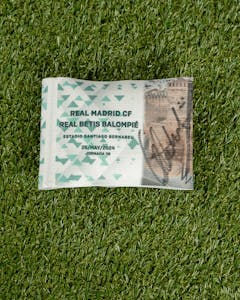 REAL MADRID CF
REAL BETIS BALOMPIÉ
ESTADIO SANTIAGO BERNABÉU
25/MAY/2024
JORNADA 38